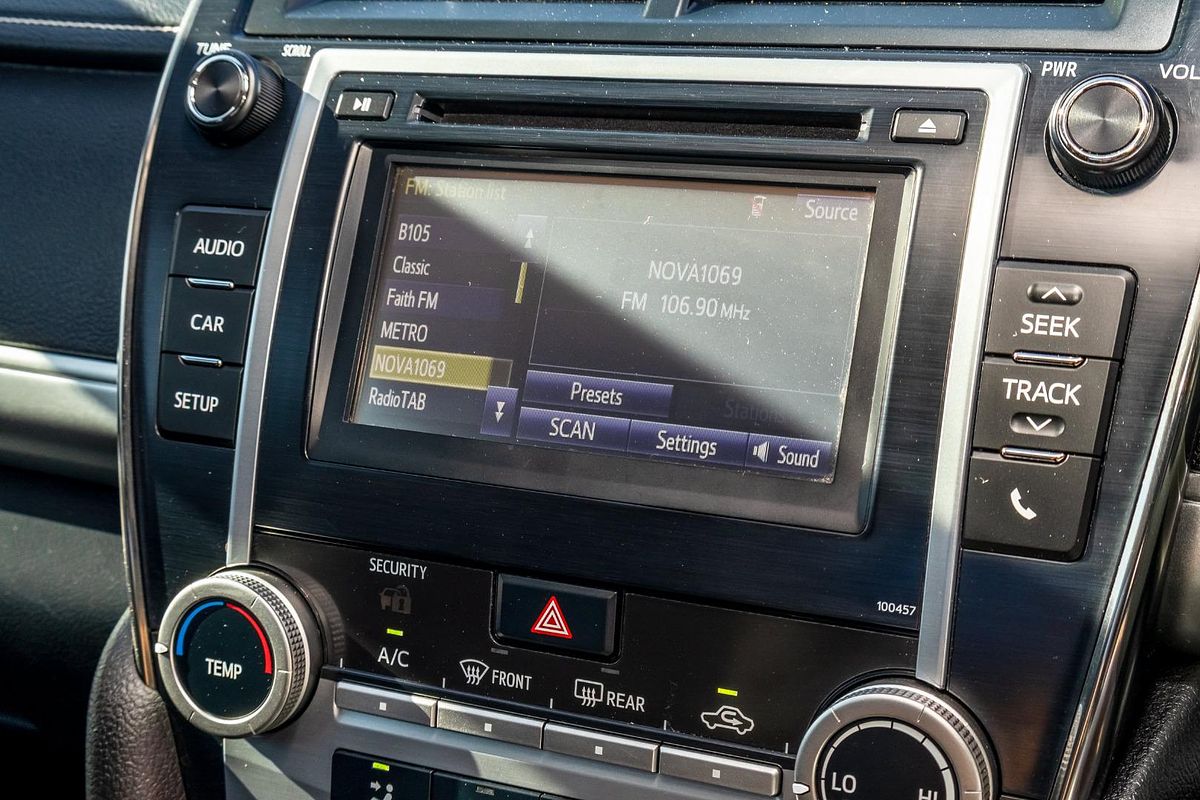 TUNE
SCROLL
PWR
VOL
AUDIO
CAR
SETUP
FM: Station list
Source
B105
Classic
Faith FM
METRO
NOVA1069
RadioTAB
NOVA1069
FM 106.90 MHz
Presets
SCAN
Settings
Sound
SEEK
TRACK
100457
SECURITY
TEMP
A/C
FRONT
REAR
LO
HI